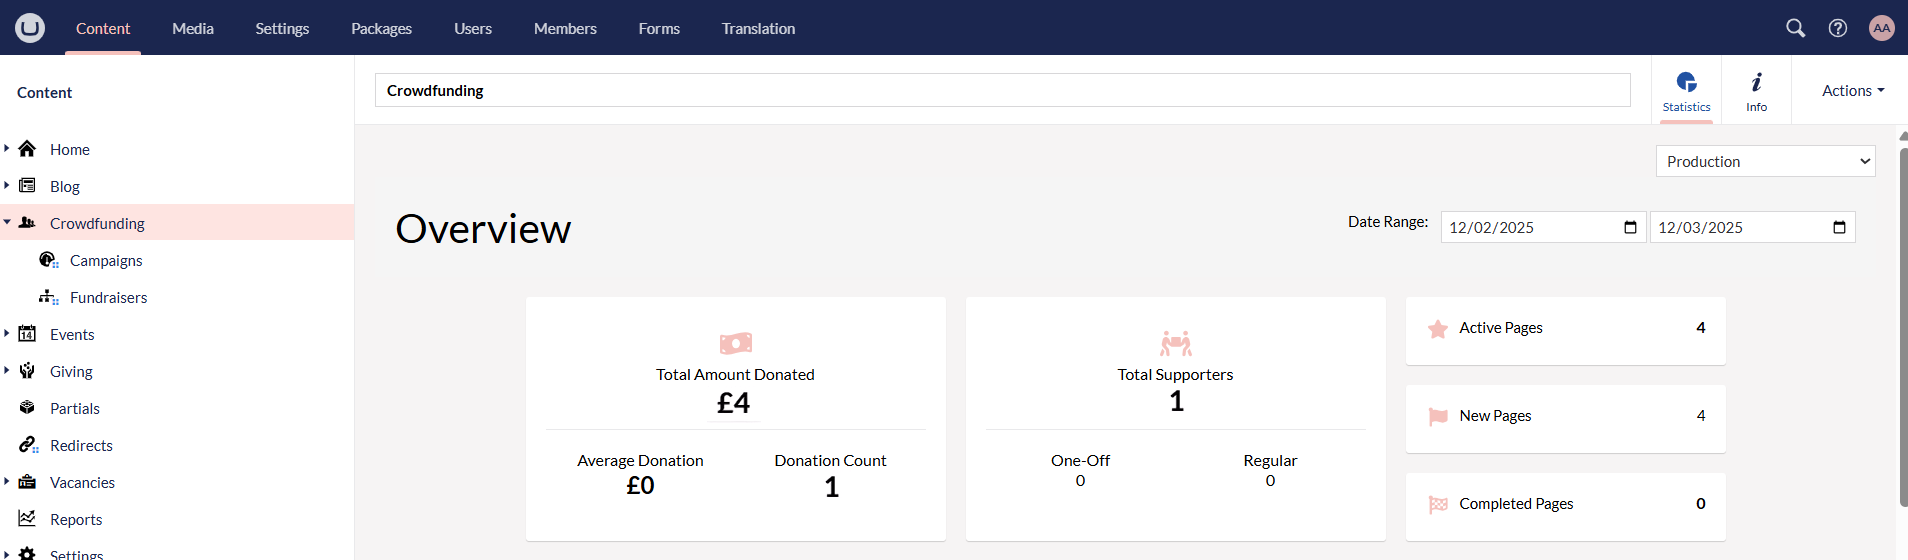 Content Media Settings Packages Users Members Forms Translation AA
Content
Home
Blog
Crowdfunding
Campaigns
Fundraisers
14 Events
Giving
Partials
Redirects
Vacancies
Reports
Settings
Crowdfunding
Statistics
Info
Actions
Production
Overview
Date Range: 12/02/2025 12/03/2025
Total Amount Donated
£4
Average Donation
£0
Donation Count
1
Total Supporters
1
One-Off
0
Regular
0
Active Pages 4
New Pages 4
Completed Pages 0